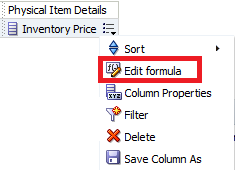 Physical Item Details
Inventory Price
Sort
Edit formula
Column Properties
Filter
Delete
Save Column As